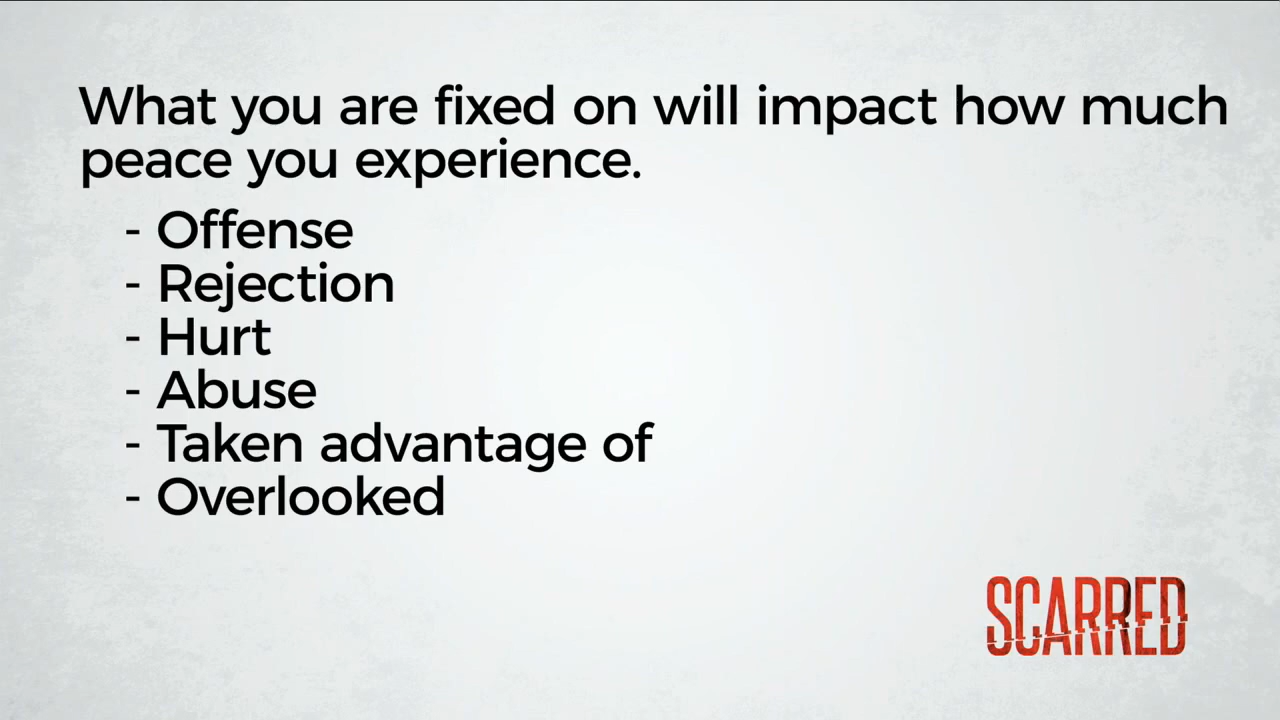 What you are fixed on will impact how much
peace you experience.
- Offense
- Rejection
- Hurt
- Abuse
- Taken advantage of
- Overlooked
SCARRED